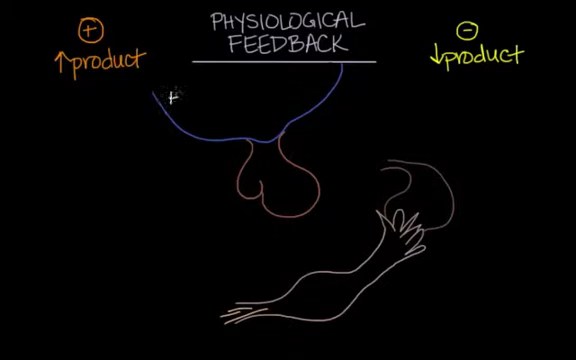 PHYSIOLOGICAL
FEEDBACK
+
↑product
-
↓product